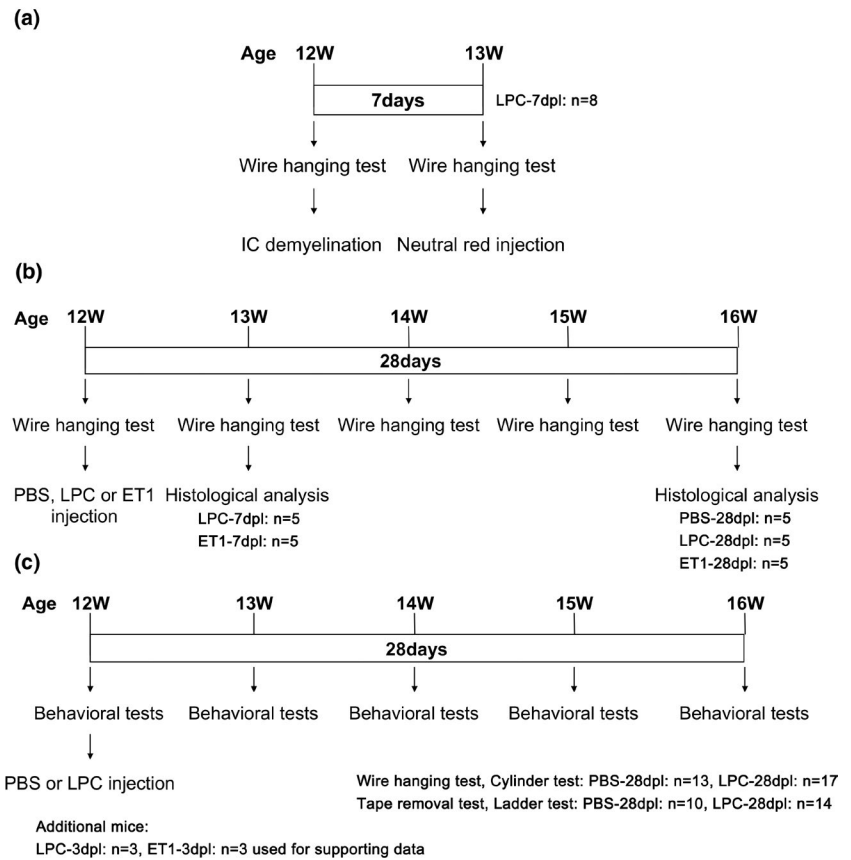 (a)
Age 12W 13W
7days LPC-7dpl: n=8
Wire hanging test Wire hanging test
IC demyelination Neutral red injection
(b)
Age 12W 13W 14W 15W 16W
28days
Wire hanging test Wire hanging test Wire hanging test Wire hanging test Wire hanging test
PBS, LPC or ET1 injection
Histological analysis
LPC-7dpl: n=5
ET1-7dpl: n=5
Histological analysis
PBS-28dpl: n=5
LPC-28dpl: n=5
ET1-28dpl: n=5
(c)
Age 12W 13W 14W 15W 16W
28days
Behavioral tests Behavioral tests Behavioral tests Behavioral tests Behavioral tests
PBS or LPC injection
Wire hanging test, Cylinder test: PBS-28dpl: n=13, LPC-28dpl: n=17
Tape removal test, Ladder test: PBS-28dpl: n=10, LPC-28dpl: n=14
Additional mice:
LPC-3dpl: n=3, ET1-3dpl: n=3 used for supporting data